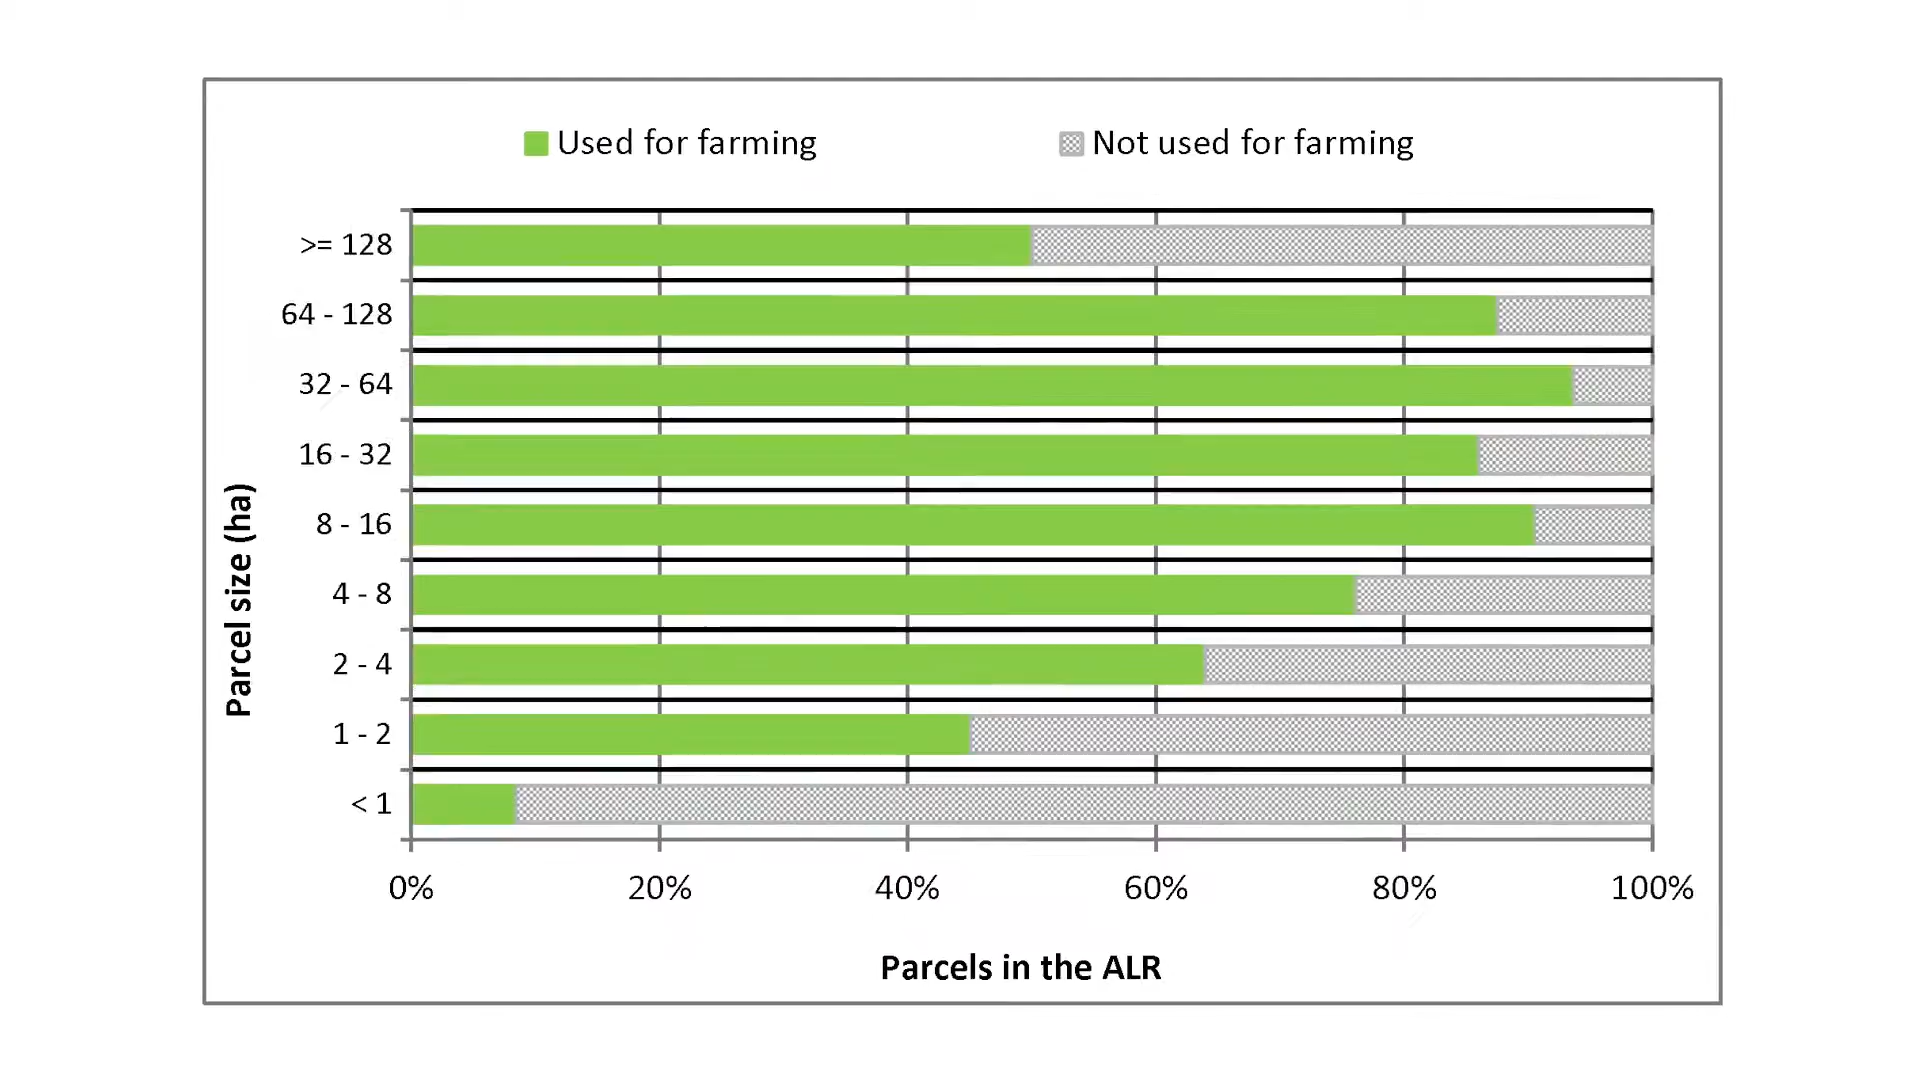 Used for farming
Not used for farming
>= 128
64 - 128
32 - 64
16 - 32
8 - 16
4 - 8
2 - 4
1 - 2
< 1
Parcel size (ha)
0% 20% 40% 60% 80% 100%
Parcels in the ALR